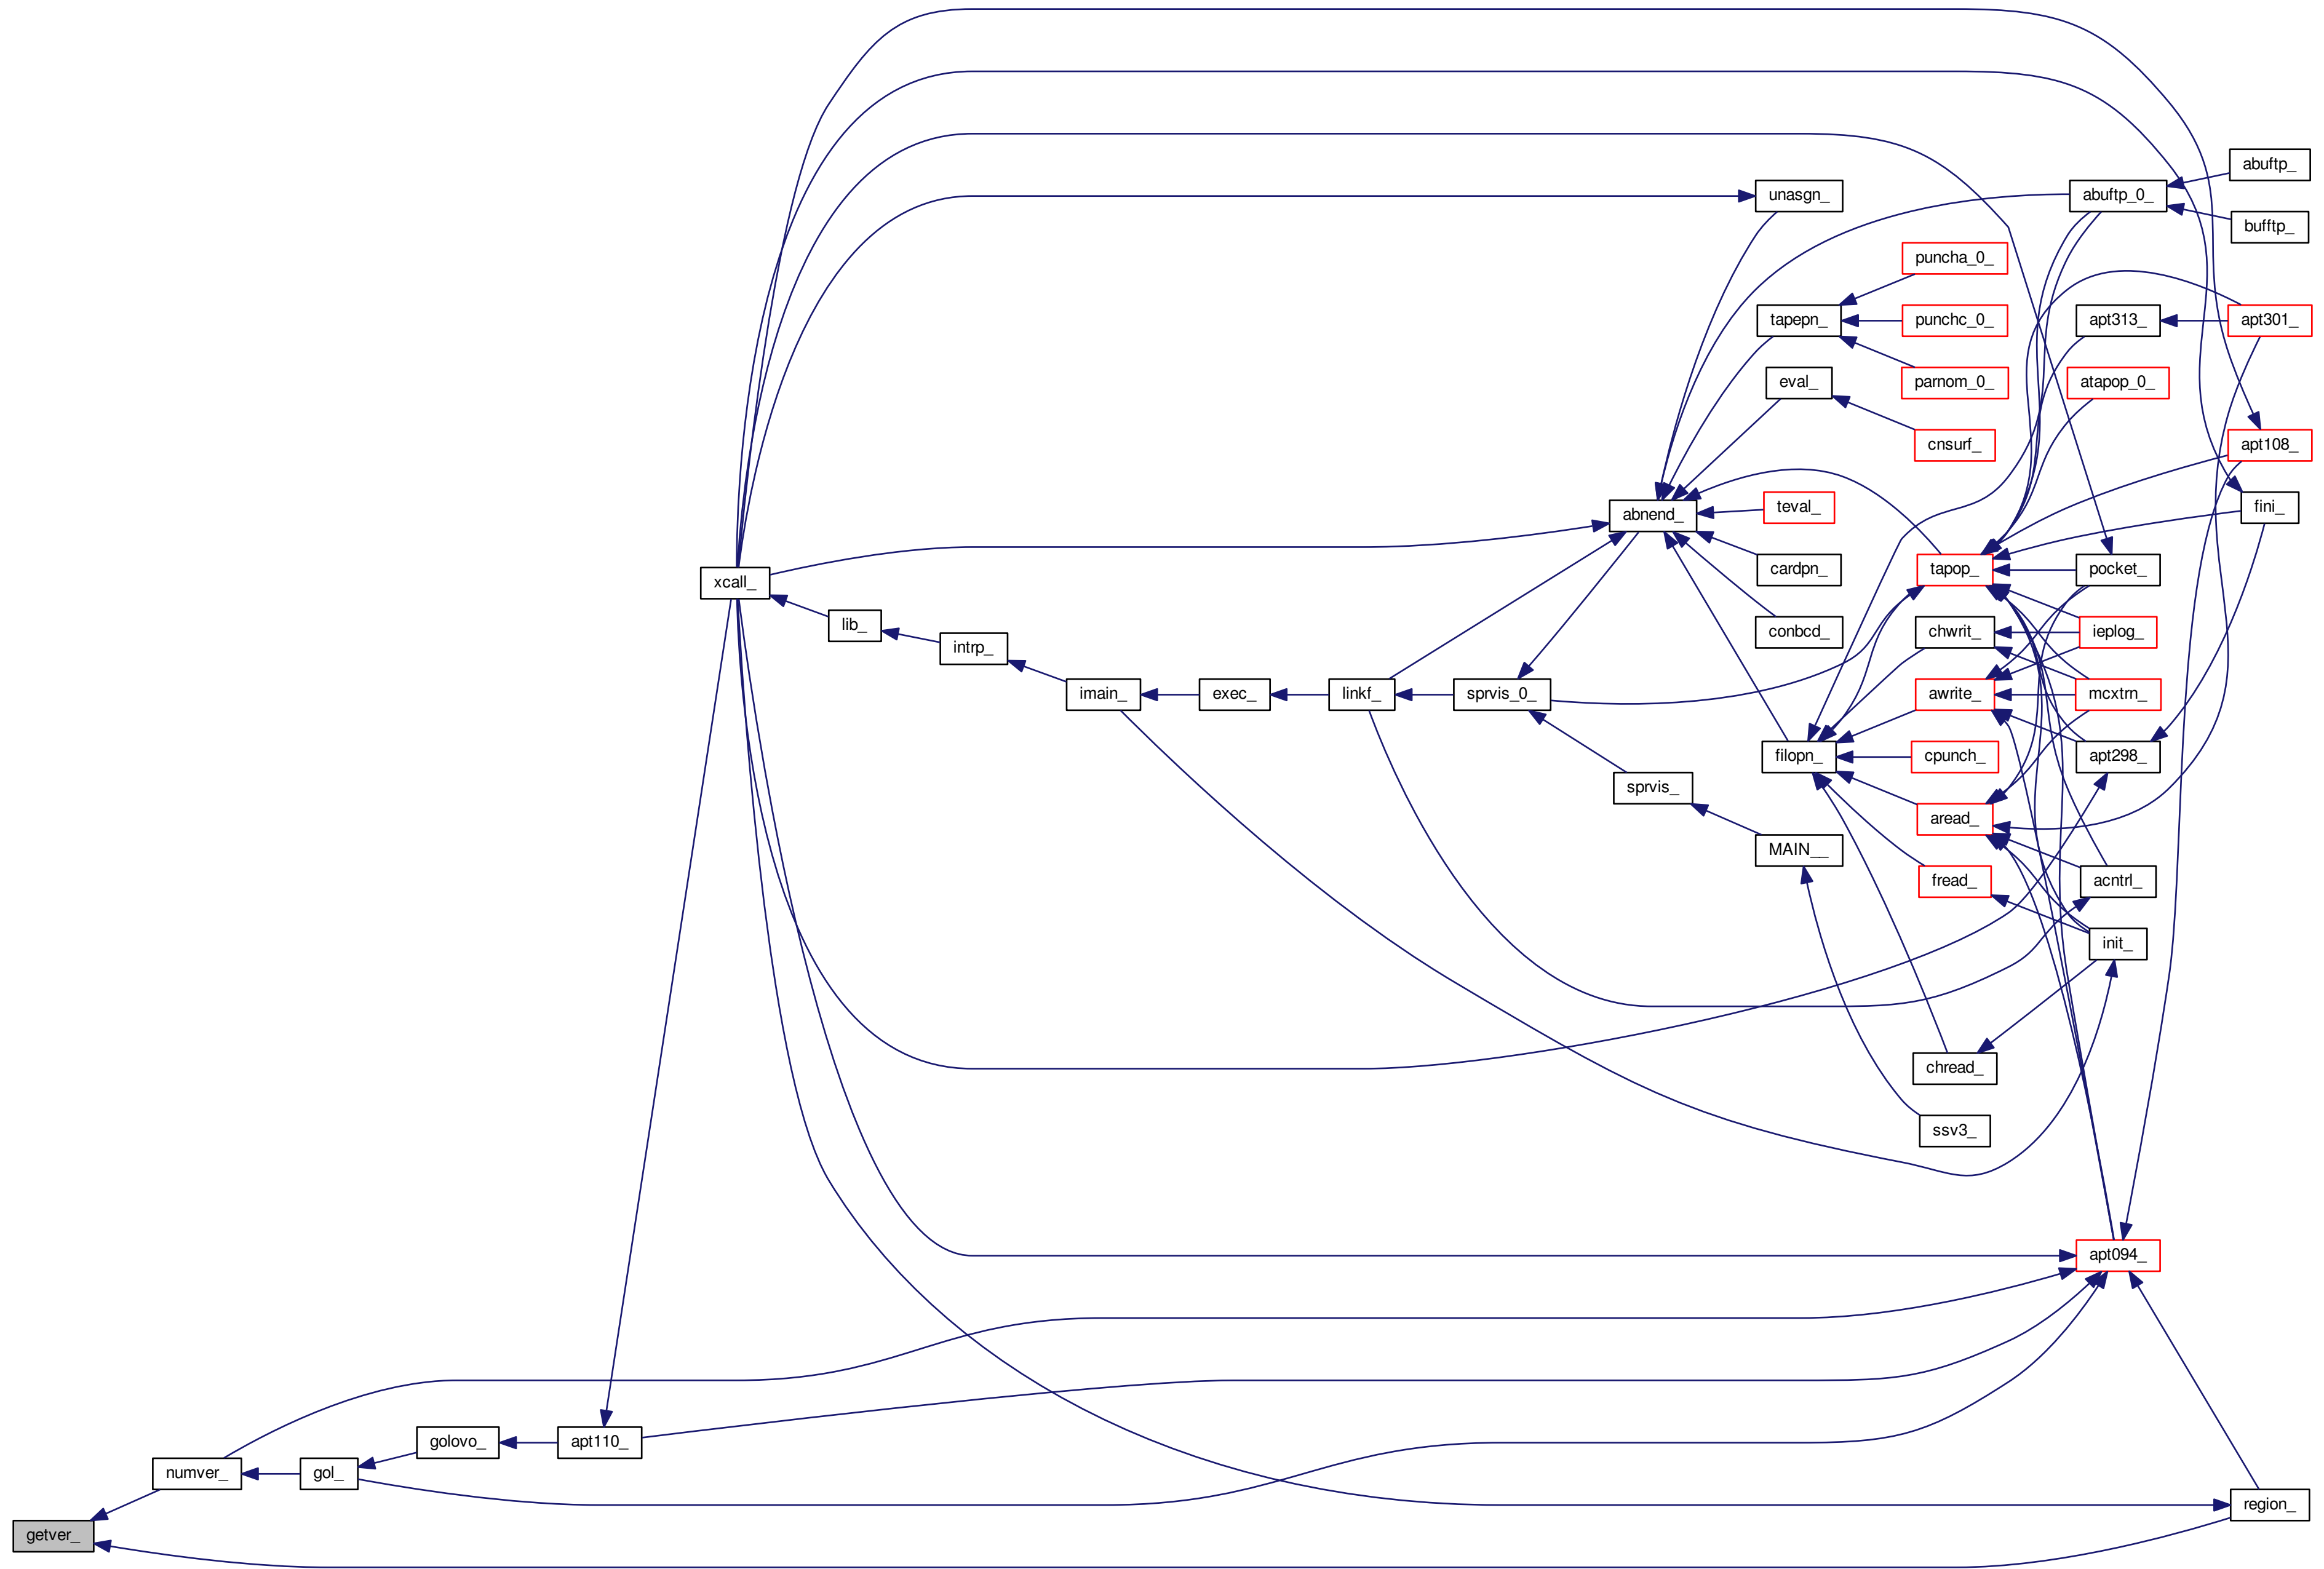 abuftp_
unasgn_
abuftp_0_
bufftp_
puncha_0_
tapepn_
punchc_0_
apt313_
apt301_
eval_
parnom_0_
atapop_0_
cnsurf_
apt108_
abnend_
teval_
fini_
xcall_
cardpn_
tapop_
pocket_
lib_
conbcd_
chwrit_
ieplog_
intrp_
imain_
exec_
linkf_
sprvis_0_
awrite_
mcxtrn_
filopn_
cpunch_
apt298_
sprvis_
aread_
MAIN__
fread_
acntrl_
init_
chread_
ssv3_
apt094_
golovo_
apt110_
numver_
gol_
region_
getver_